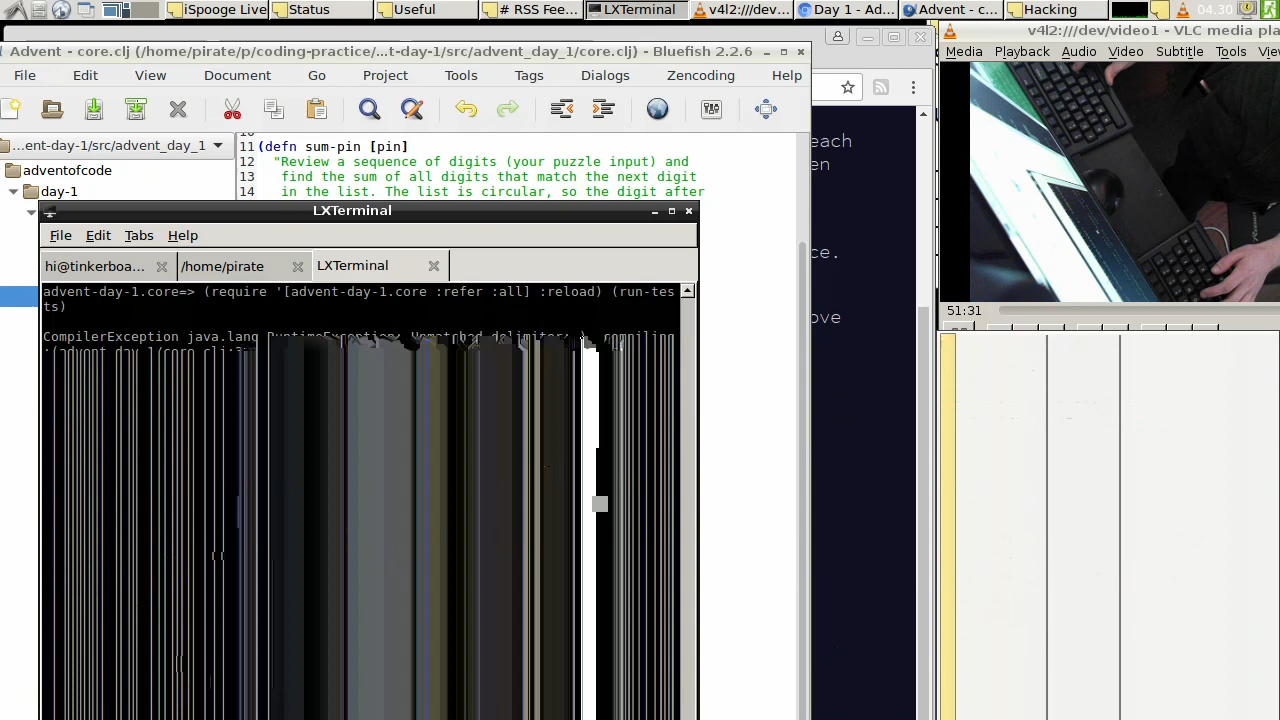 iSpooge Live
Status
Useful
# RSS Fee...
LXTerminal
v4l2:///dev...
Day 1 - Ad...
Advent - c...
Hacking
04.30
Advent - core.clj (/home/pirate/coding-practice/...t-day-1/src/advent_day_1/core.clj) - Bluefish 2.2.6
v4l2:///dev/video1 - VLC media pla
File Edit View Document Go Project Tools Tags Dialogs Zencoding Help
Media Playback Audio Video Subtitle Tools Vie
...ent-day-1/src/advent_day_1
adventofcode
day-1
11 (defn sum-pin [pin]
12 "Review a sequence of digits (your puzzle input) and
13 find the sum of all digits that match the next digit
14 in the list. The list is circular, so the digit after
each
ce.
ove
51:31
LXTerminal
File Edit Tabs Help
hi@tinkerboa...
/home/pirate
LXTerminal
advent-day-1.core=> (require '[advent-day-1.core :refer :all] :reload) (run-tes
ts)
CompilerException java.lang.RuntimeException: Unmatched delimiter: ), compiling